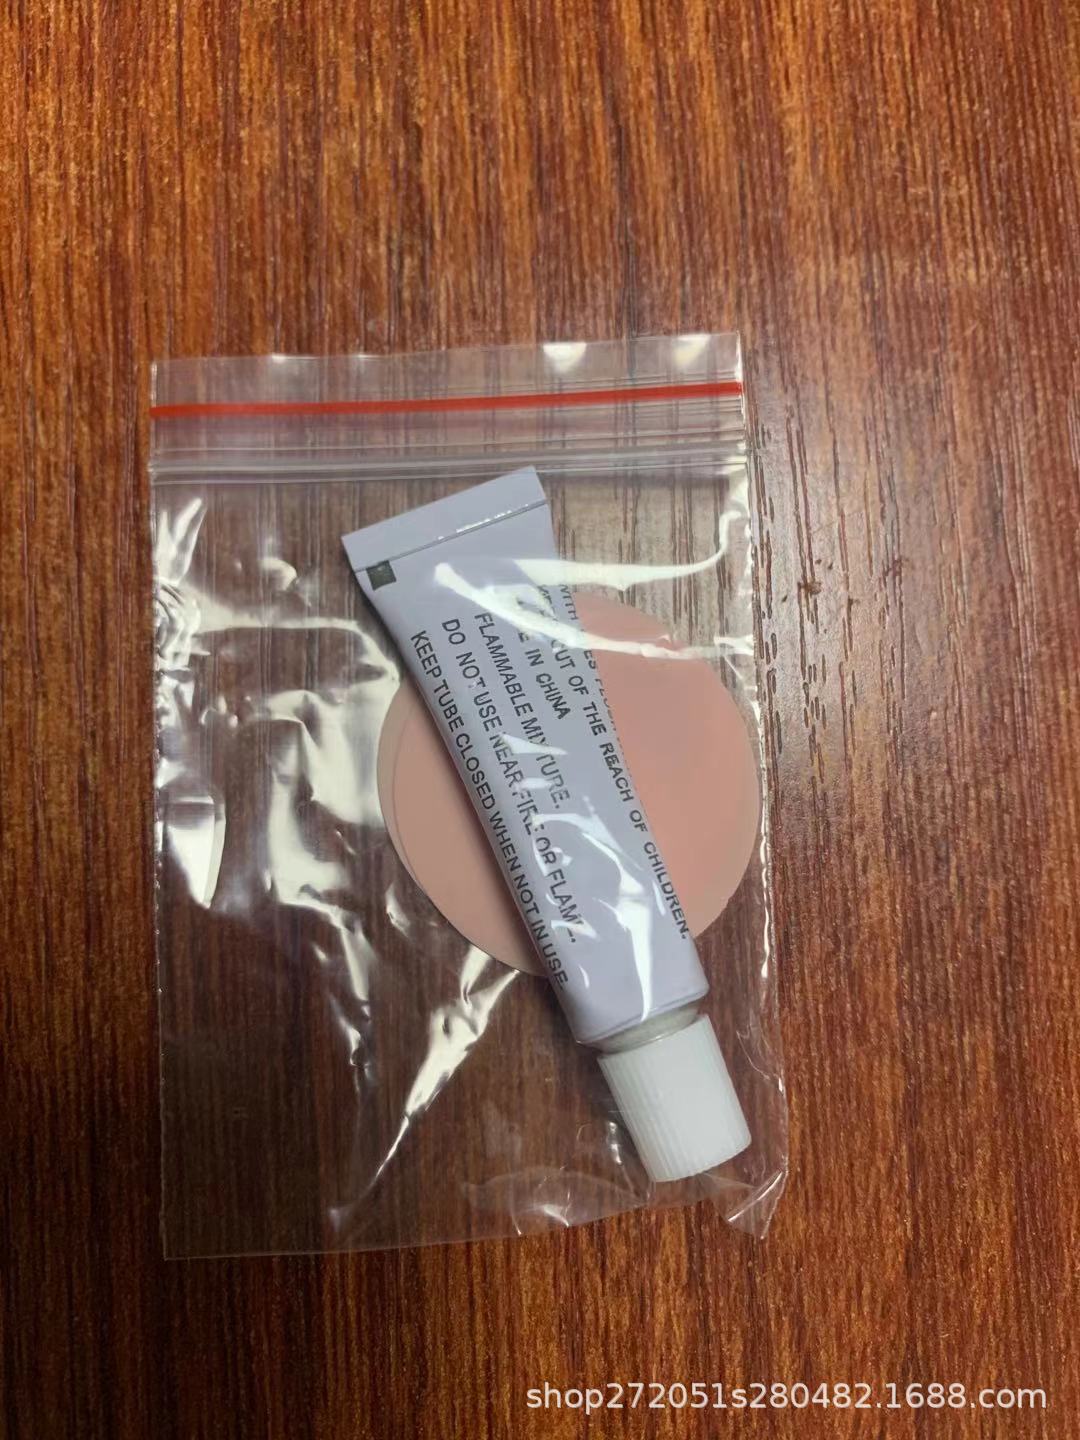 WITH
OUT OF THE REACH OF CHILDREN.
IN CHINA
FLAMMABLE MIXTURE.
DO NOT USE NEAR FIRE OR
KEEP TUBE CLOSED WHEN NOT IN USE
shop272051s280482.1688.com